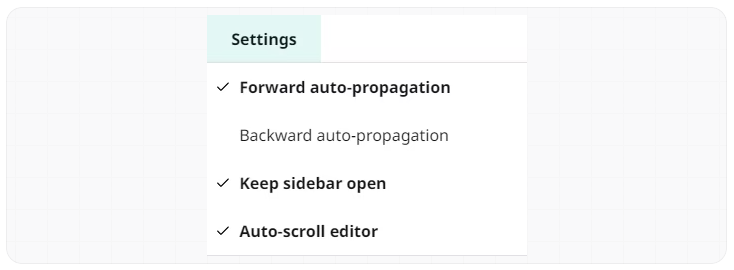 Settings
Forward auto-propagation
Backward auto-propagation
Keep sidebar open
Auto-scroll editor